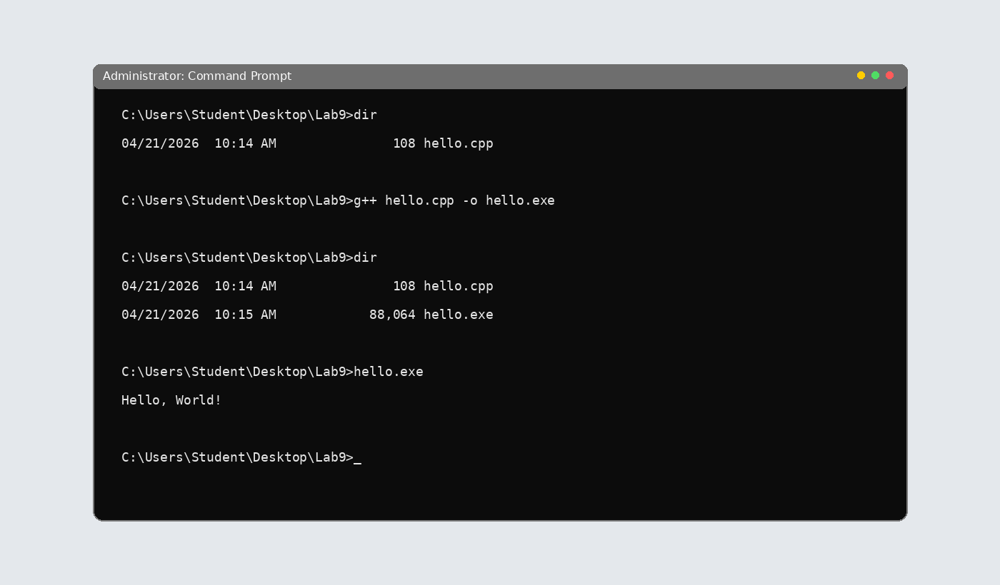 Administrator: Command Prompt
C:\Users\Student\Desktop\Lab9>dir
04/21/2026  10:14 AM               108 hello.cpp
C:\Users\Student\Desktop\Lab9>g++ hello.cpp -o hello.exe
C:\Users\Student\Desktop\Lab9>dir
04/21/2026  10:14 AM               108 hello.cpp
04/21/2026  10:15 AM            88,064 hello.exe
C:\Users\Student\Desktop\Lab9>hello.exe
Hello, World!
C:\Users\Student\Desktop\Lab9>_